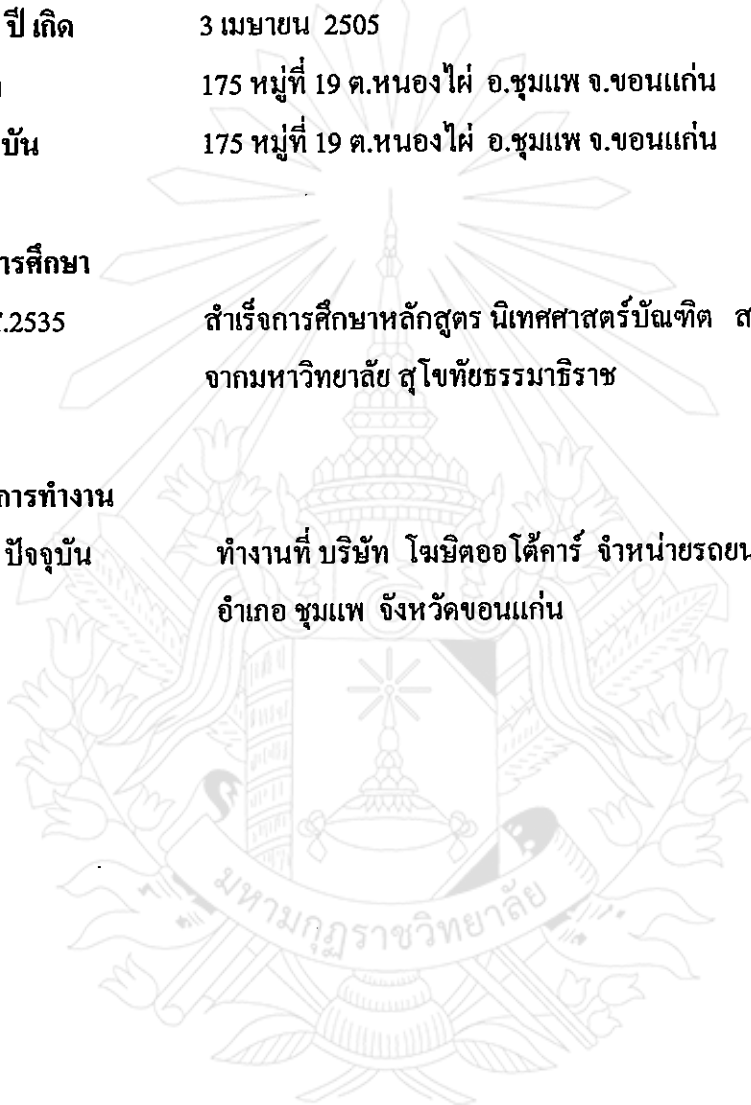 ปี เกิด 3 เมษายน 2505
175 หมู่ที่ 19 ต.หนองไผ่ อ.ชุมแพ จ.ขอนแก่น
บัน 175 หมู่ที่ 19 ต.หนองไผ่ อ.ชุมแพ จ.ขอนแก่น
ารศึกษา
.2535 สำเร็จการศึกษาหลักสูตร นิเทศศาสตร์บัณฑิต ส
จากมหาวิทยาลัย สุโขทัยธรรมาธิราช
การทำงาน
ปัจจุบัน ทำงานที่ บริษัท โฆษิตออโต้คาร์ จำหน่ายรถยน
อำเภอ ชุมแพ จังหวัดขอนแก่น
มหามกุฏราชวิทยาลัย